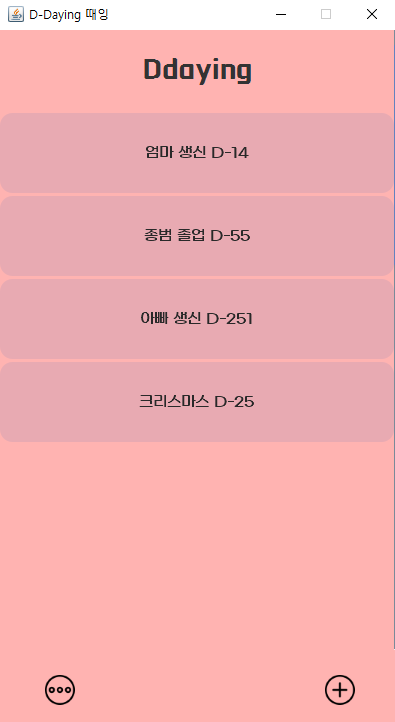 D-Daying 때잉
Ddaying
엄마 생신 D-14
종범 졸업 D-55
아빠 생신 D-251
크리스마스 D-25